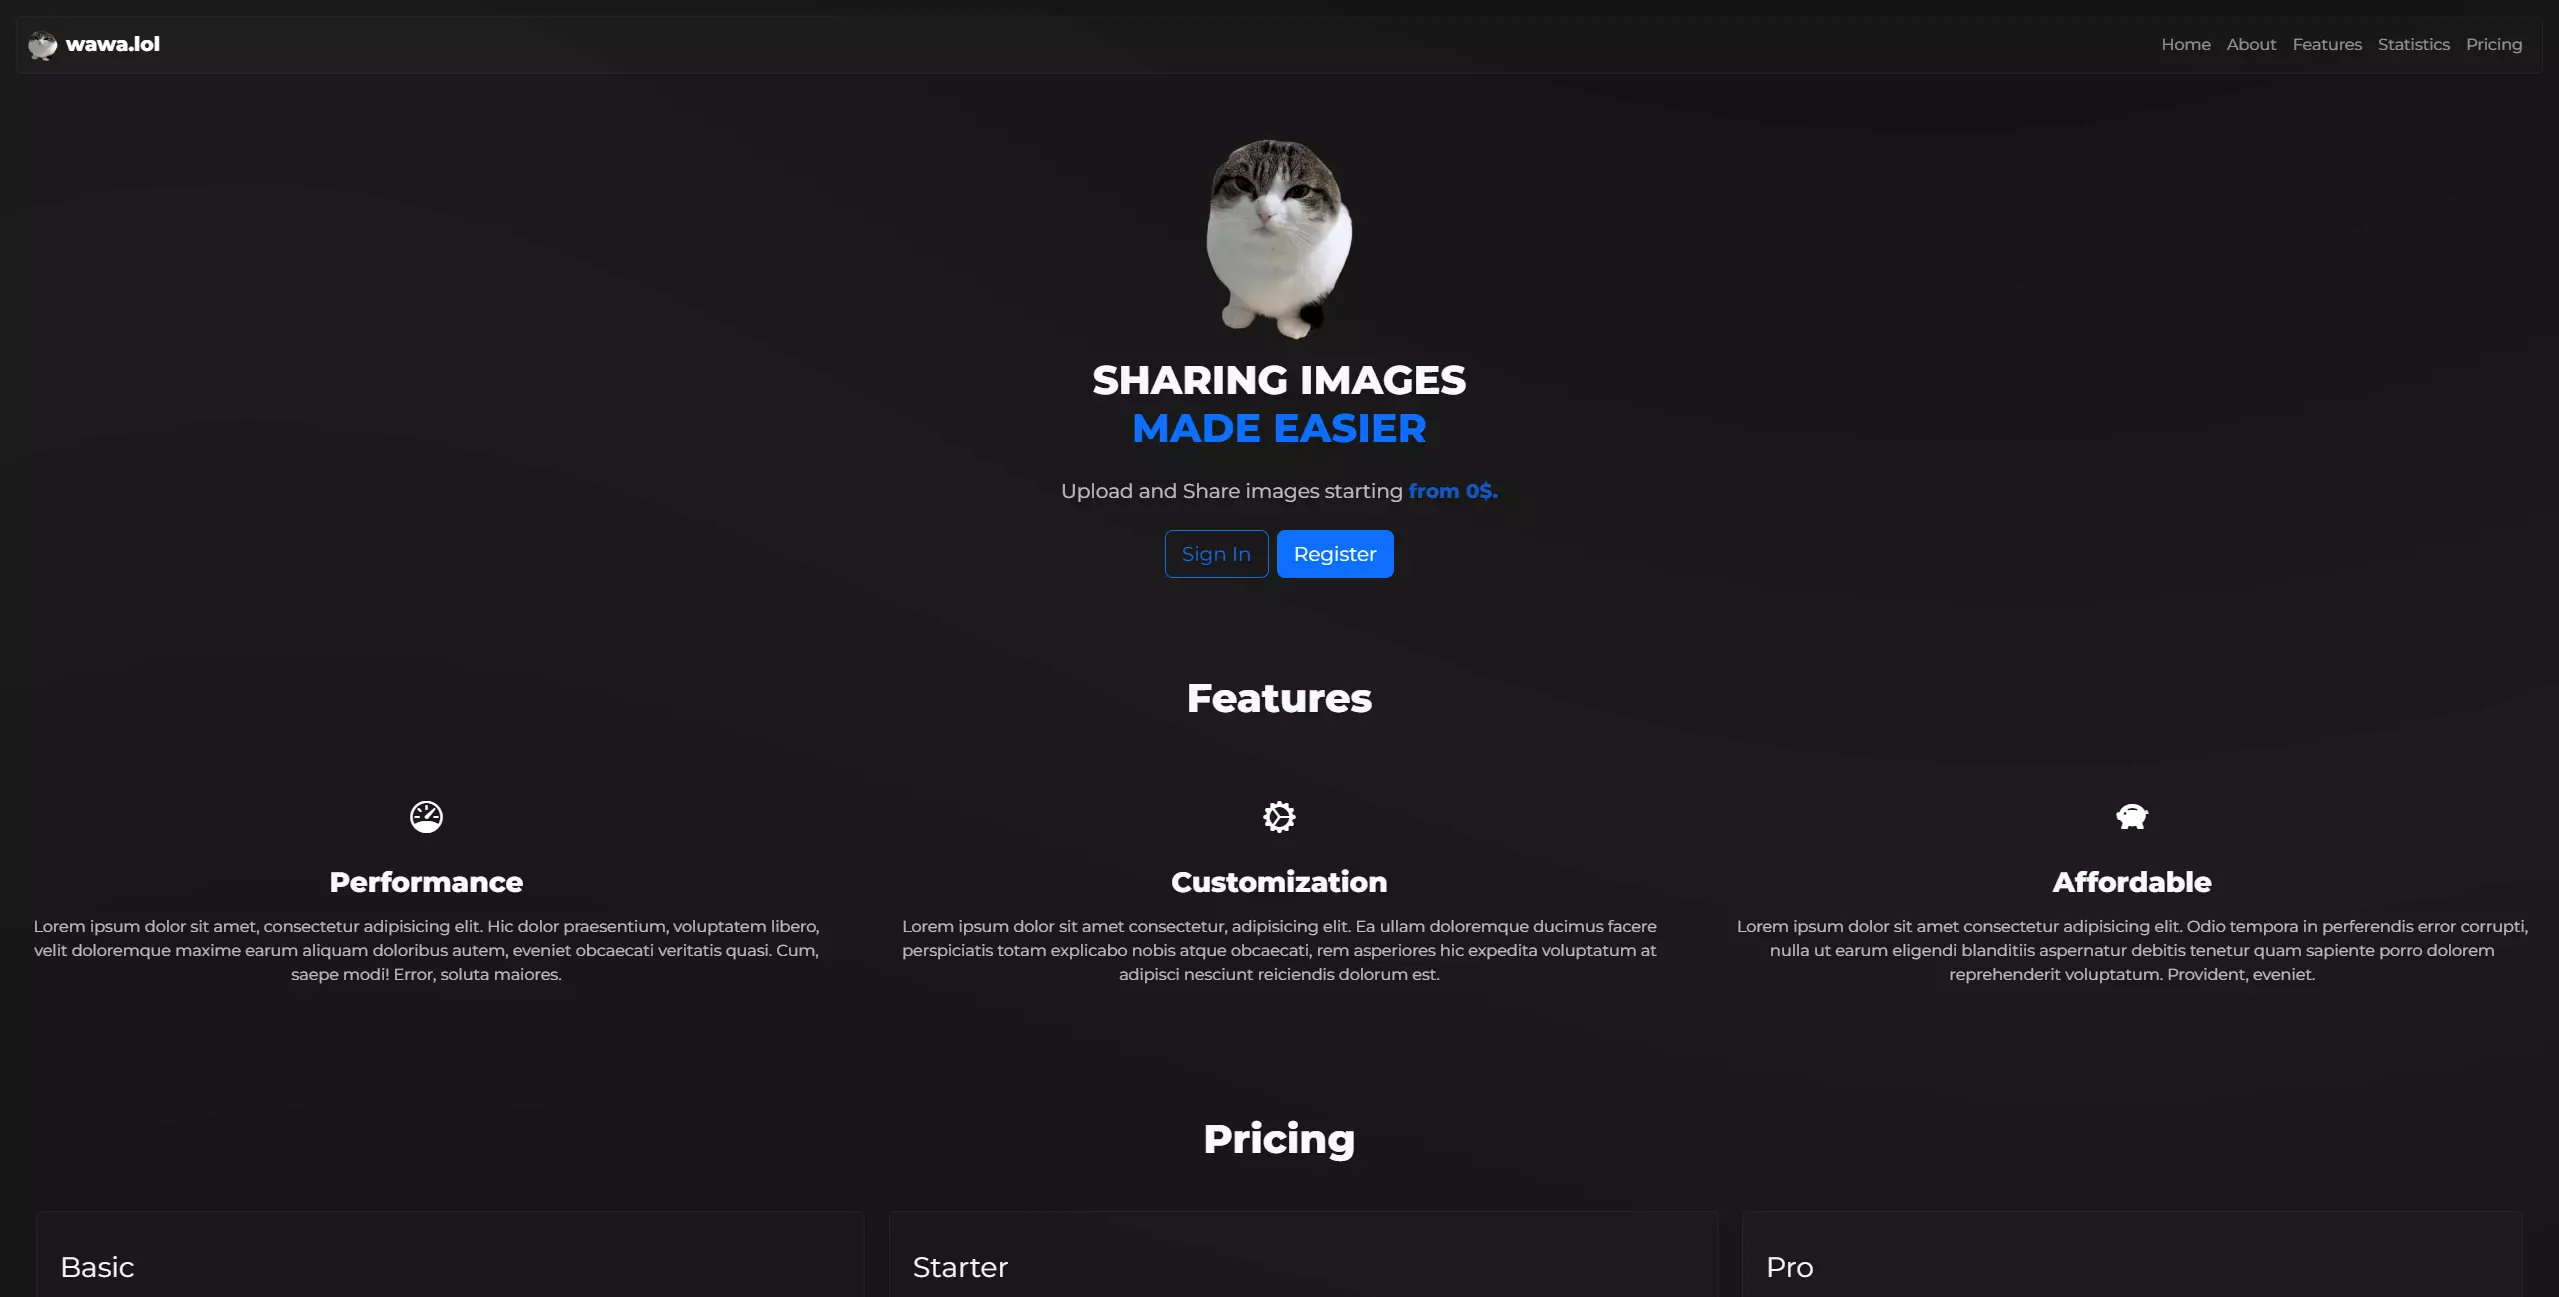 wawa.lol
Home About Features Statistics Pricing
SHARING IMAGES
MADE EASIER
Upload and Share images starting from 0$.
Sign In Register
Features
Performance
Lorem ipsum dolor sit amet, consectetur adipisicing elit. Hic dolor praesentium, voluptatem libero,
velit doloremque maxime earum aliquam doloribus autem, eveniet obcaecati veritatis quasi. Cum,
saepe modi! Error, soluta maiores.
Customization
Lorem ipsum dolor sit amet consectetur, adipisicing elit. Ea ullam doloremque ducimus facere
perspiciatis totam explicabo nobis atque obcaecati, rem asperiores hic expedita voluptatum at
adipisci nesciunt reiciendis dolorum est.
Affordable
Lorem ipsum dolor sit amet consectetur adipisicing elit. Odio tempora in perferendis error corrupti,
nulla ut earum eligendi blanditiis aspernatur debitis tenetur quam sapiente porro dolorem
reprehenderit voluptatum. Provident, eveniet.
Pricing
Basic
Starter
Pro